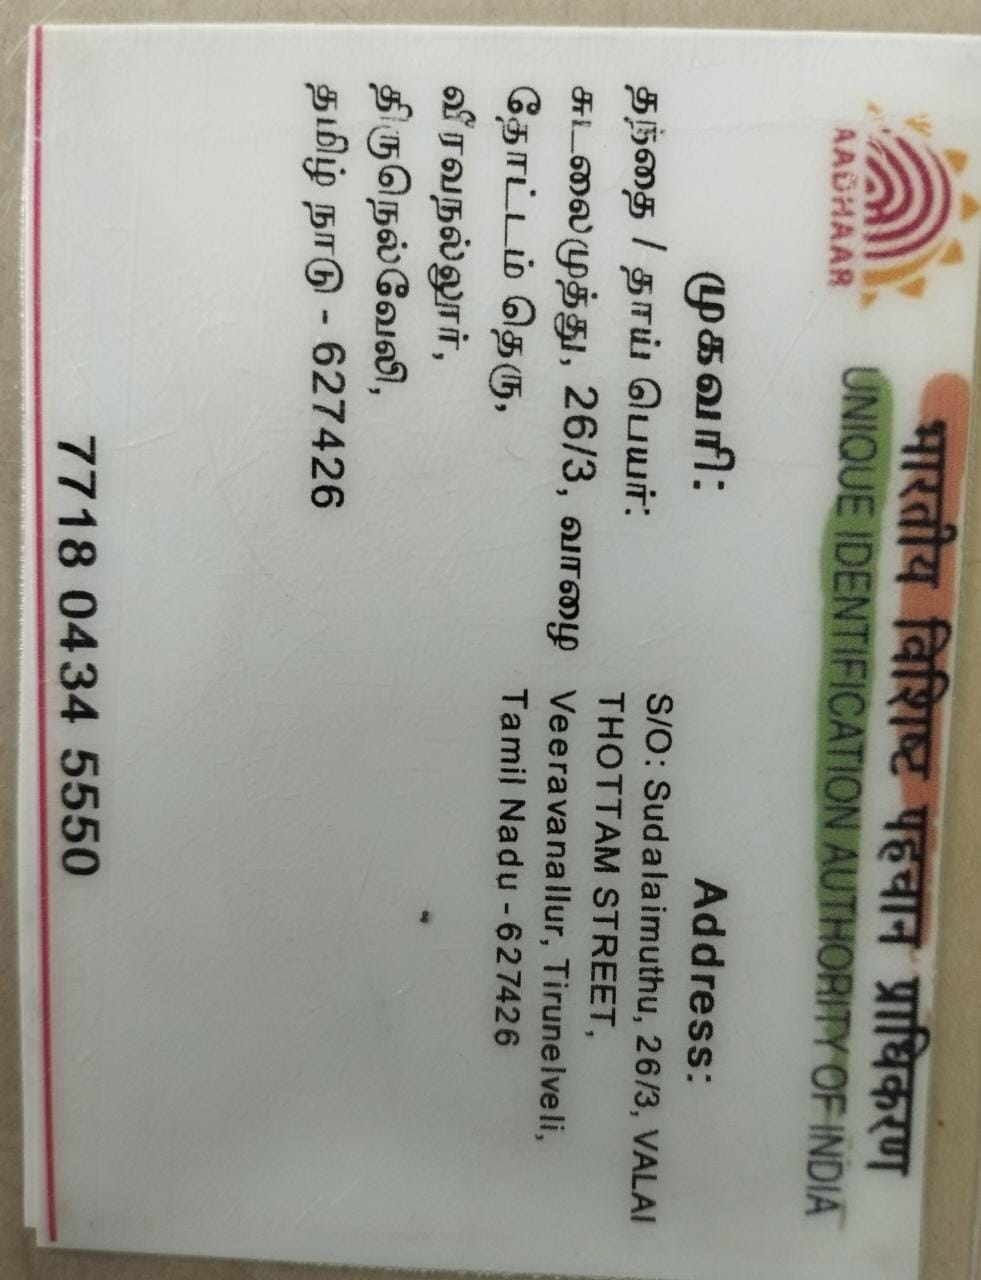 भारतीय विशिष्ट पहचान प्राधिकरण
UNIQUE IDENTIFICATION AUTHORITY OF INDIA
AADHAAR
முகவரி:
தந்தை / தாய் பெயர்:
சுடலைமுத்து, 26/3, வாழை
தோட்டம் தெரு,
வீரவநல்லூர்,
திருநெல்வேலி,
தமிழ் நாடு - 627426
Address:
S/O: Sudalaimuthu, 26/3, VALAI
THOTTAM STREET,
Veeravanallur, Tirunelveli,
Tamil Nadu - 627426
7718 0434 5550